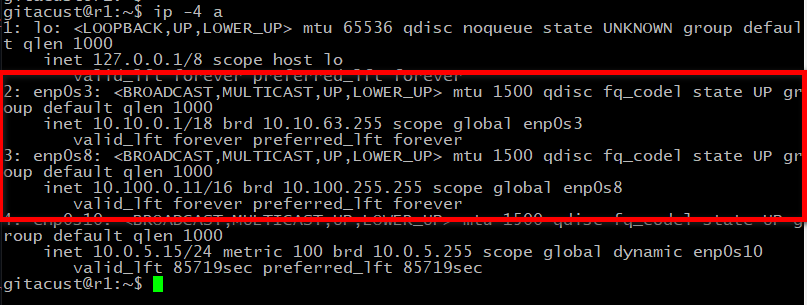 gitacust@r1:~$ ip -4 a
1: lo: <LOOPBACK,UP,LOWER_UP> mtu 65536 qdisc noqueue state UNKNOWN group defaul
t qlen 1000
    inet 127.0.0.1/8 scope host lo
       valid_lft forever preferred_lft forever
2: enp0s3: <BROADCAST,MULTICAST,UP,LOWER_UP> mtu 1500 qdisc fq_codel state UP gr
oup default qlen 1000
    inet 10.10.0.1/18 brd 10.10.63.255 scope global enp0s3
       valid_lft forever preferred_lft forever
3: enp0s8: <BROADCAST,MULTICAST,UP,LOWER_UP> mtu 1500 qdisc fq_codel state UP gr
oup default qlen 1000
    inet 10.100.0.11/16 brd 10.100.255.255 scope global enp0s8
       valid_lft forever preferred_lft forever
4: enp0s10: <BROADCAST,MULTICAST,UP,LOWER_UP> mtu 1500 qdisc fq_codel state UP g
roup default qlen 1000
    inet 10.0.5.15/24 metric 100 brd 10.0.5.255 scope global dynamic enp0s10
       valid_lft 85719sec preferred_lft 85719sec
gitacust@r1:~$